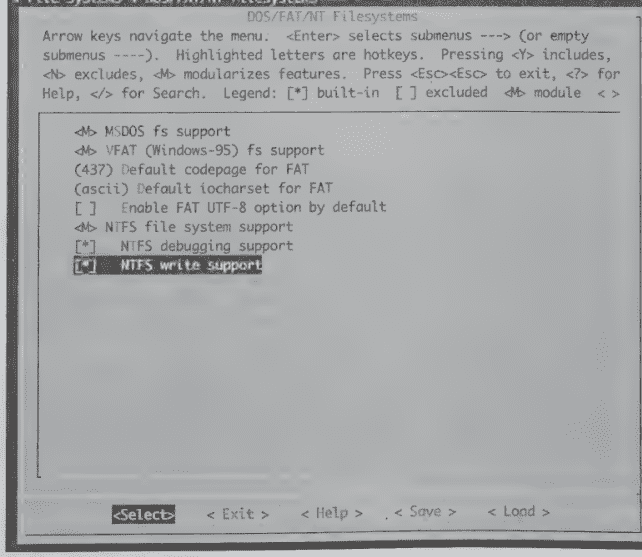 DOS/FAT/NT Filesystems
Arrow keys navigate the menu. <Enter> selects submenus ---> (or empty
submenus ----). Highlighted letters are hotkeys. Pressing <Y> includes,
<N> excludes, <M> modularizes features. Press <Esc><Esc> to exit, <?> for
Help, </> for Search. Legend: [*] built-in [ ] excluded <M> module < >
<M> MSDOS fs support
<M> VFAT (Windows-95) fs support
(437) Default codepage for FAT
(ascii) Default iocharset for FAT
[ ] Enable FAT UTF-8 option by default
<M> NTFS file system support
[*] NTFS debugging support
[*] NTFS write support
<Select> < Exit > < Help > < Save > < Load >